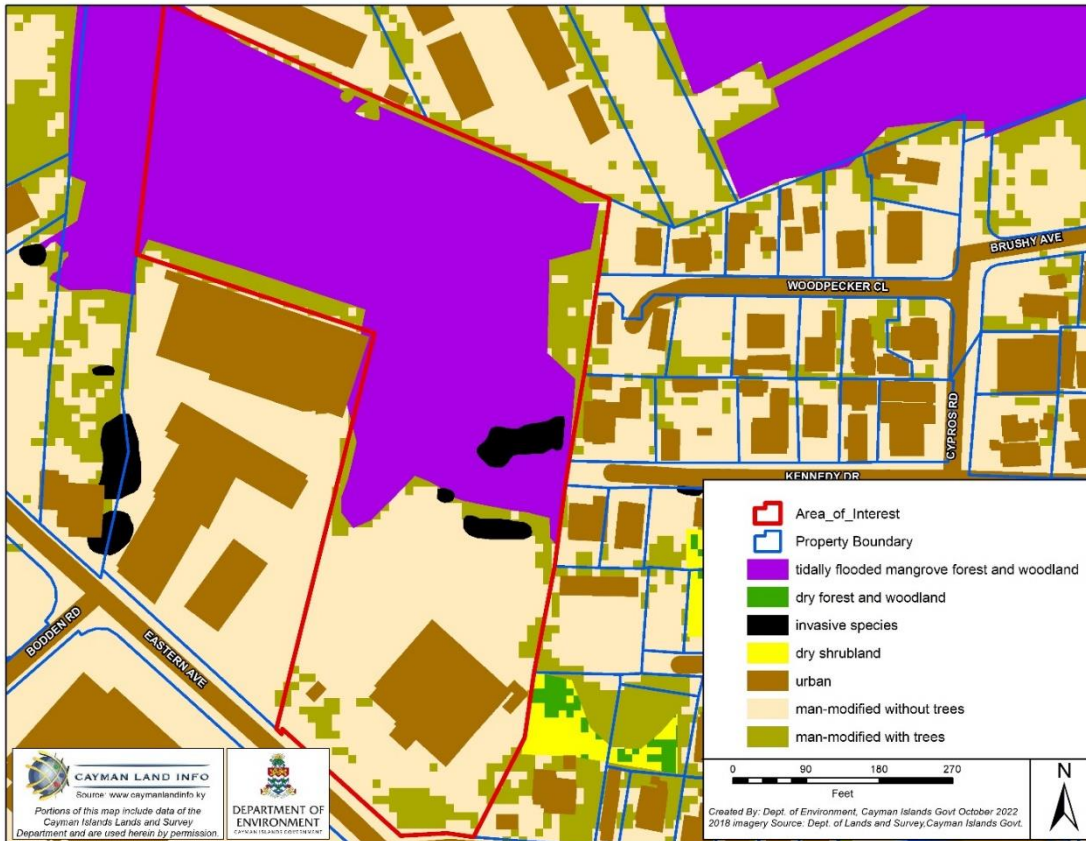 BRUSHY AVE
WOODPECKER CL
CYPROS RD
KENNEDY DR
BODDEN RD
EASTERN AVE
Area_of_Interest
Property Boundary
tidally flooded mangrove forest and woodland
dry forest and woodland
invasive species
dry shrubland
urban
man-modified without trees
man-modified with trees
0 90 180 270
Feet
N
Created By: Dept. of Environment, Cayman Islands Govt October 2022
2018 imagery Source: Dept. of Lands and Survey,Cayman Islands Govt.
CAYMAN LAND INFO
Source: www.caymanlandinfo.ky
Portions of this map include data of the
Cayman Islands Lands and Survey
Department and are used herein by permission.
DEPARTMENT OF
ENVIRONMENT
CAYMAN ISLANDS GOVERNMENT